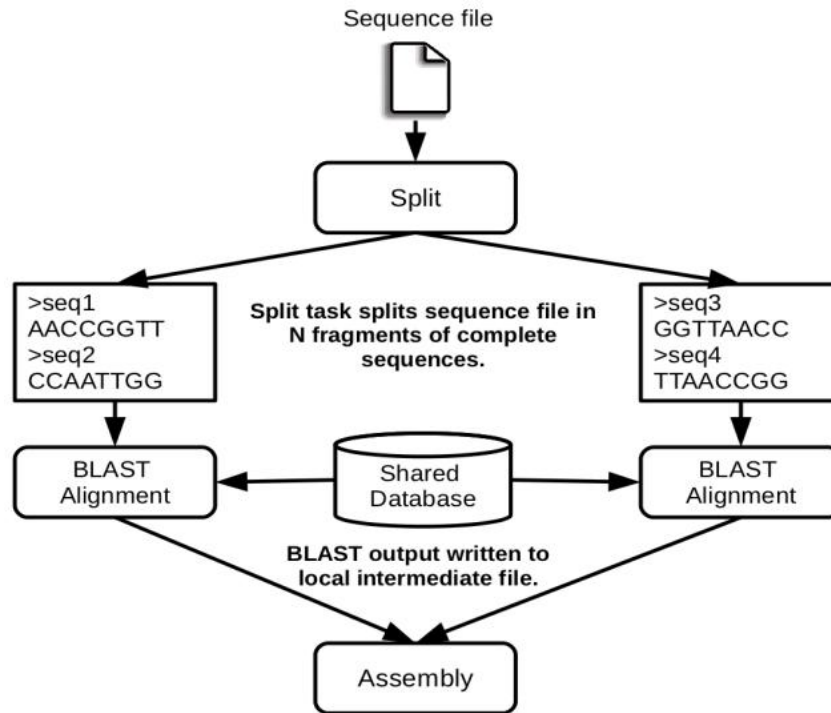 Sequence file
Split
>seq1
AACCGGTT
>seq2
CCAATTGG
Split task splits sequence file in
N fragments of complete
sequences.
>seq3
GGTTAACC
>seq4
TTAACCGG
BLAST
Alignment
Shared
Database
BLAST
Alignment
BLAST output written to
local intermediate file.
Assembly